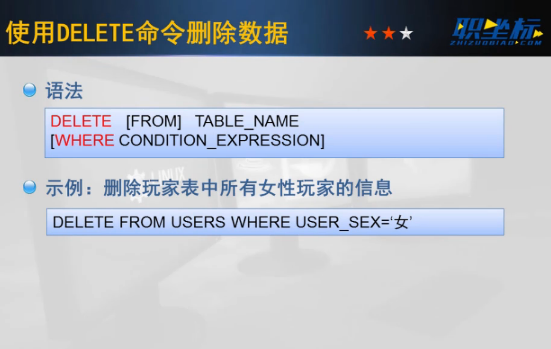 使用DELETE命令删除数据
职坐标
ZHIZUOBIAO.COM
语法
DELETE [FROM] TABLE_NAME
[WHERE CONDITION_EXPRESSION]
示例：删除玩家表中所有女性玩家的信息
DELETE FROM USERS WHERE USER_SEX=‘女’
LINUX